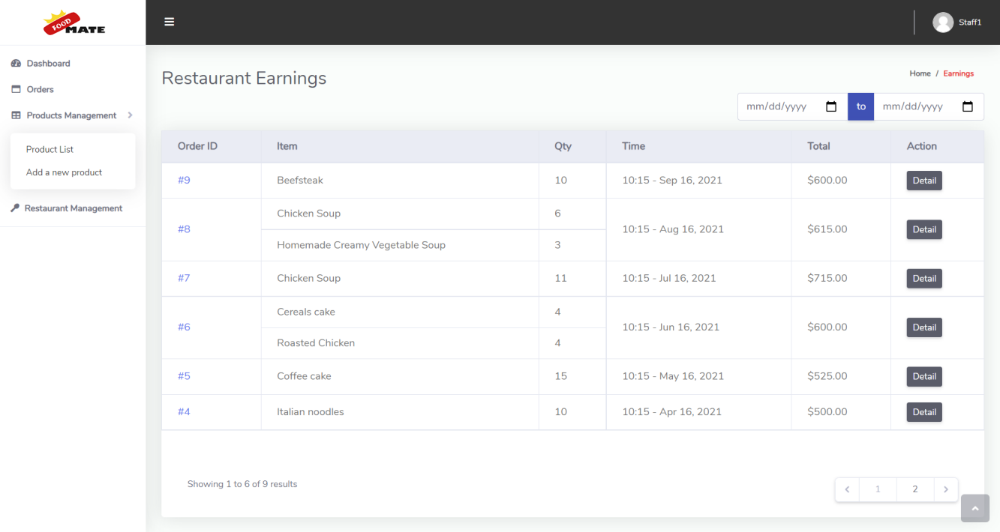 FOOD
MATE
Staff1
Dashboard
Orders
Products Management
Product List
Add a new product
Restaurant Management
Restaurant Earnings
Home / Earnings
mm/dd/yyyy to mm/dd/yyyy
Order ID Item Qty Time Total Action
#9 Beefsteak 10 10:15 - Sep 16, 2021 $600.00 Detail
#8 Chicken Soup 6 10:15 - Aug 16, 2021 $615.00 Detail
Homemade Creamy Vegetable Soup 3
#7 Chicken Soup 11 10:15 - Jul 16, 2021 $715.00 Detail
#6 Cereals cake 4 10:15 - Jun 16, 2021 $600.00 Detail
Roasted Chicken 4
#5 Coffee cake 15 10:15 - May 16, 2021 $525.00 Detail
#4 Italian noodles 10 10:15 - Apr 16, 2021 $500.00 Detail
Showing 1 to 6 of 9 results
1 2